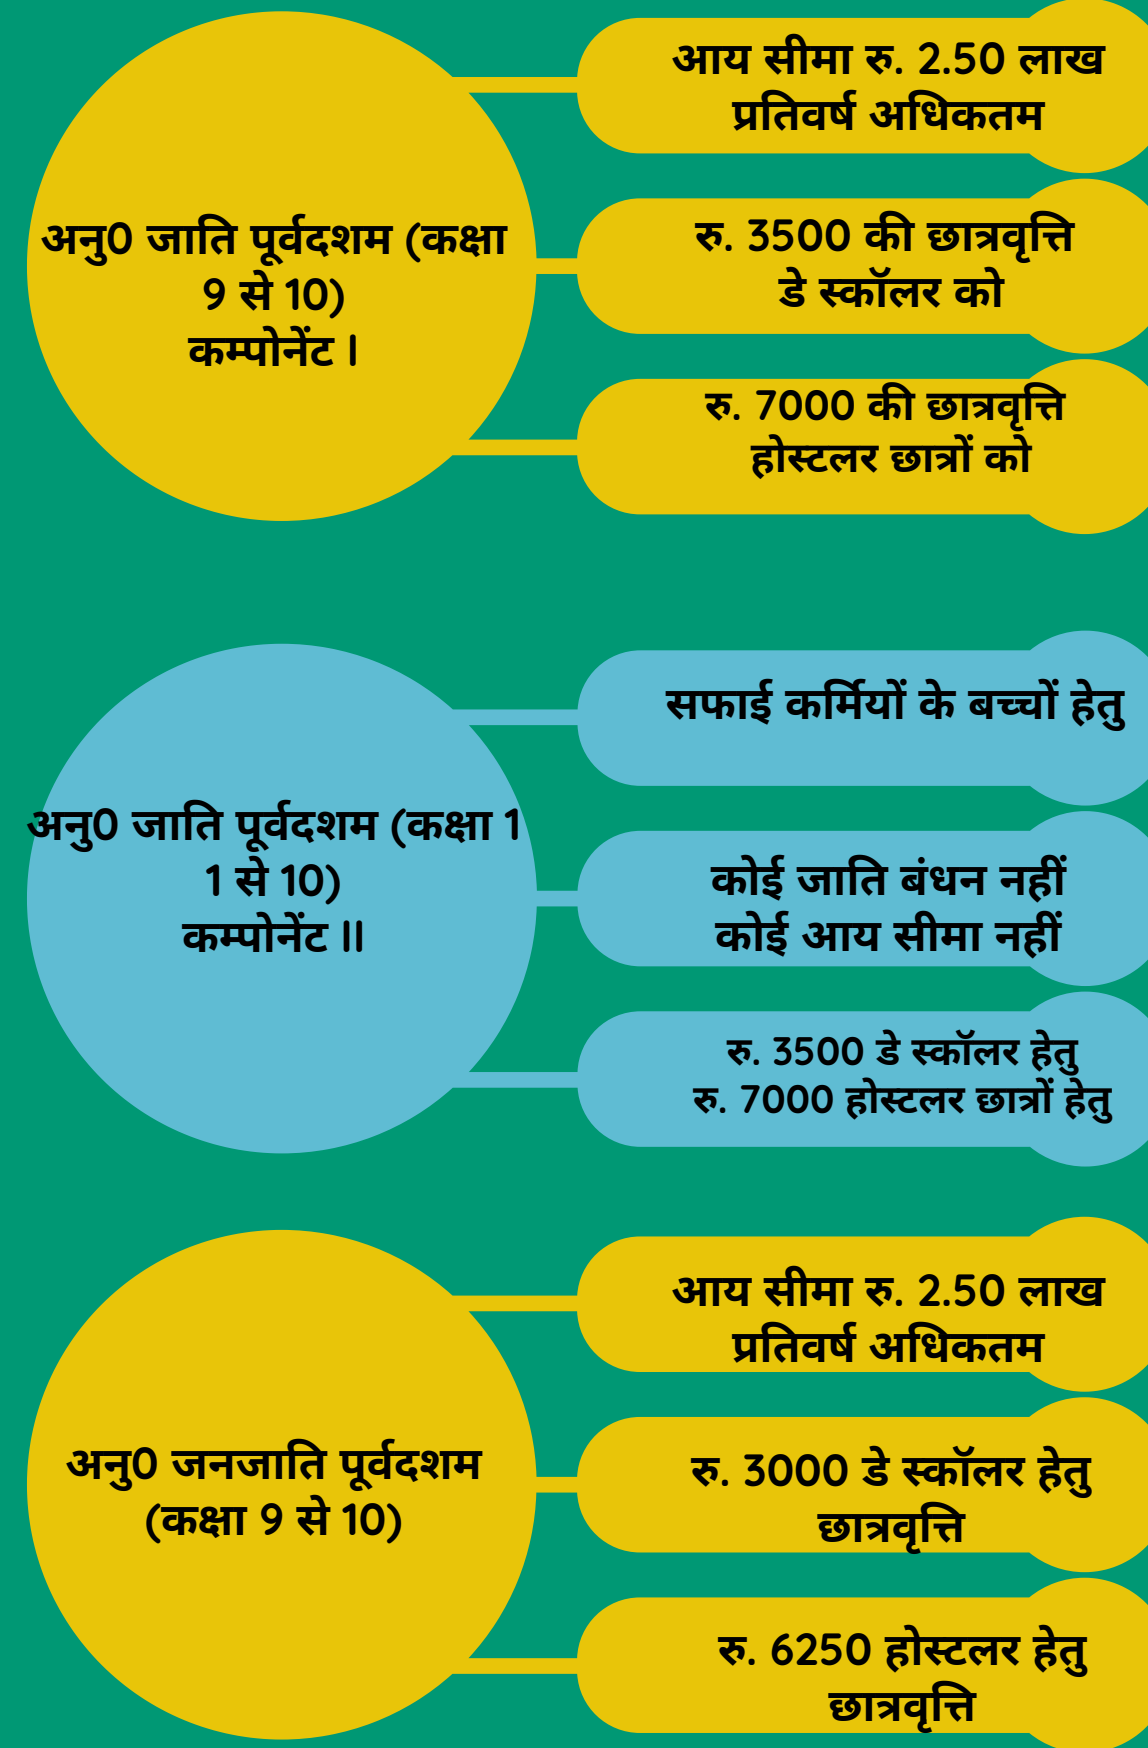 अनु0 जाति पूर्वदशम (कक्षा
9 से 10)
कम्पोनेंट I
आय सीमा रु. 2.50 लाख
प्रतिवर्ष अधिकतम
रु. 3500 की छात्रवृत्ति
डे स्कॉलर को
रु. 7000 की छात्रवृत्ति
होस्टलर छात्रों को
अनु0 जाति पूर्वदशम (कक्षा 1
1 से 10)
कम्पोनेंट II
सफाई कर्मियों के बच्चों हेतु
कोई जाति बंधन नहीं
कोई आय सीमा नहीं
रु. 3500 डे स्कॉलर हेतु
रु. 7000 होस्टलर छात्रों हेतु
अनु0 जनजाति पूर्वदशम
(कक्षा 9 से 10)
आय सीमा रु. 2.50 लाख
प्रतिवर्ष अधिकतम
रु. 3000 डे स्कॉलर हेतु
छात्रवृत्ति
रु. 6250 होस्टलर हेतु
छात्रवृत्ति